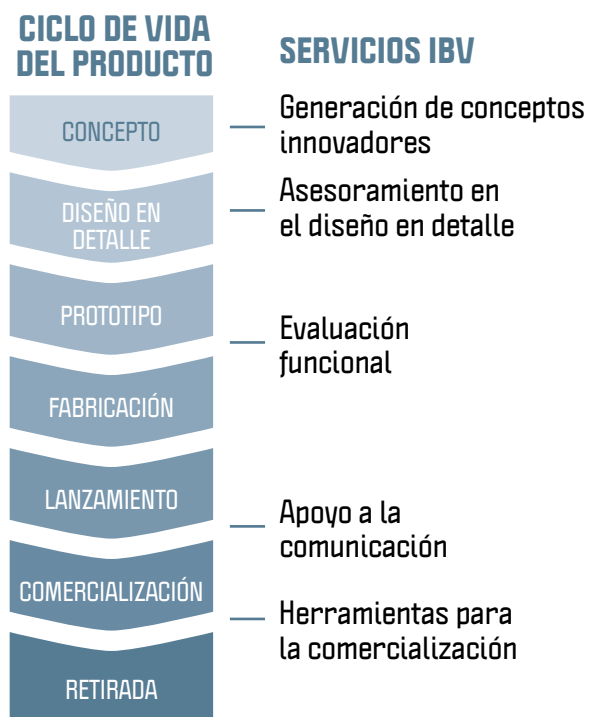 CICLO DE VIDA
DEL PRODUCTO
SERVICIOS IBV
CONCEPTO
Generación de conceptos
innovadores
DISEÑO EN
DETALLE
Asesoramiento en
el diseño en detalle
PROTOTIPO
Evaluación
funcional
FABRICACIÓN
LANZAMIENTO
Apoyo a la
comunicación
COMERCIALIZACIÓN
Herramientas para
la comercialización
RETIRADA